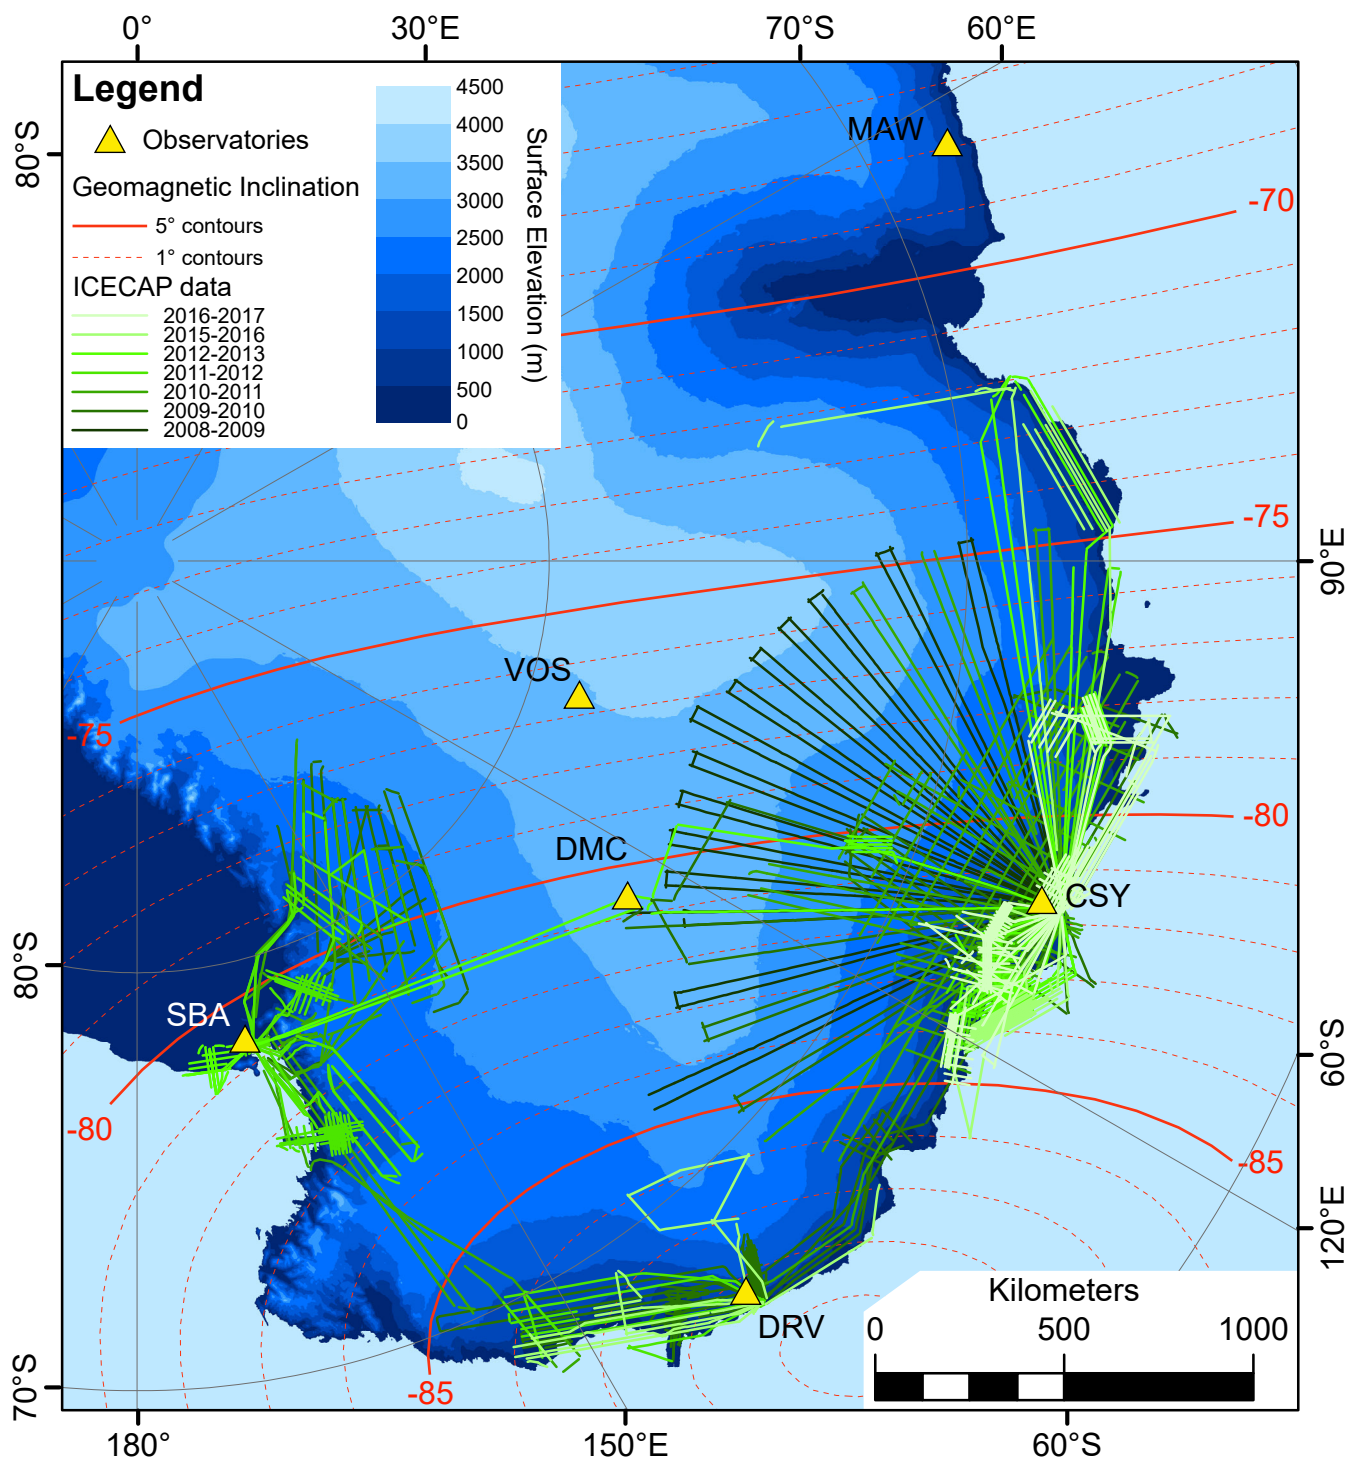 0° 30°E 70°S 60°E
Legend
Observatories
Geomagnetic Inclination
5° contours
1° contours
ICECAP data
2016-2017
2015-2016
2012-2013
2011-2012
2010-2011
2009-2010
2008-2009
4500
4000
3500
3000
2500
2000
1500
1000
500
0
Surface Elevation (m)
80°S
MAW
-70
-75
90°E
VOS
-75
-80
DMC
CSY
80°S
SBA
60°S
-80
-85
120°E
Kilometers
0 500 1000
DRV
-85
70°S
180° 150°E 60°S